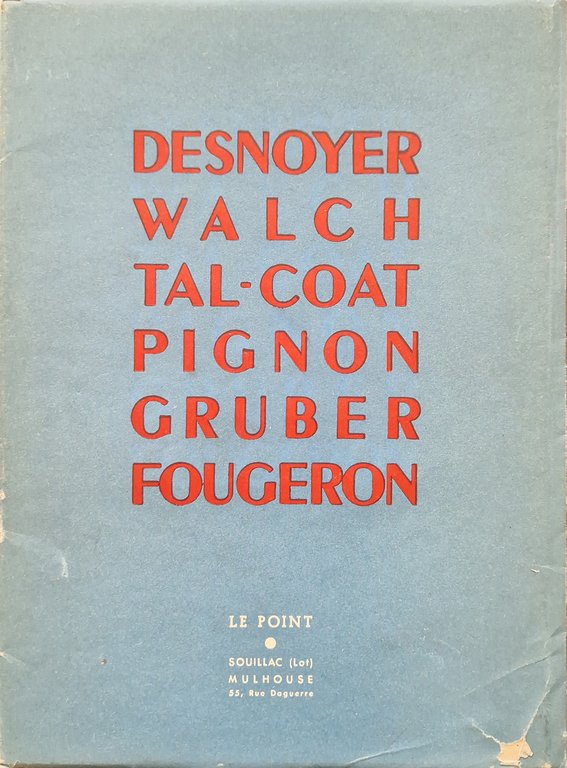 DESNOYER
WALCH
TAL-COAT
PIGNON
GRUBER
FOUGERON
LE POINT
SOUILLAC (Lot)
MULHOUSE
55, Rue Daguerre